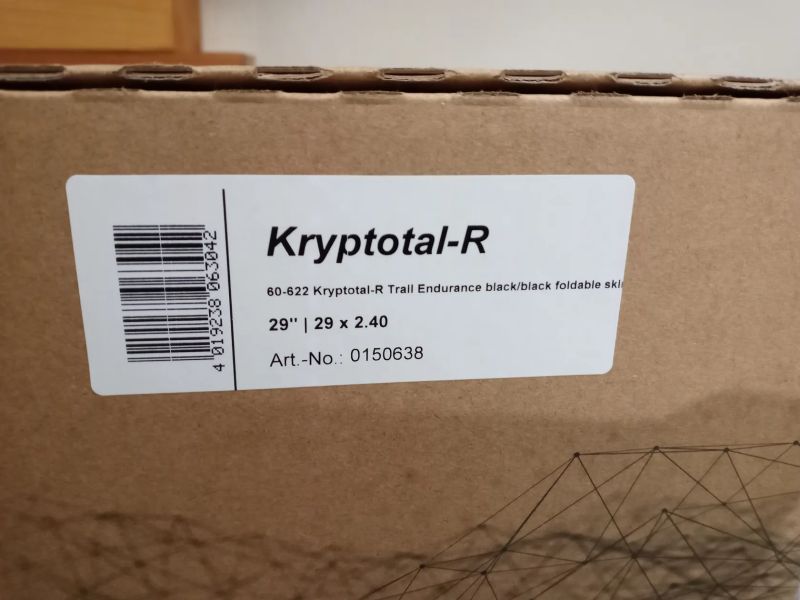 Kryptotal-R
60-622 Kryptotal-R Trail Endurance black/black foldable ski
29" | 29 x 2.40
Art.-No.: 0150638
4 019238 063042